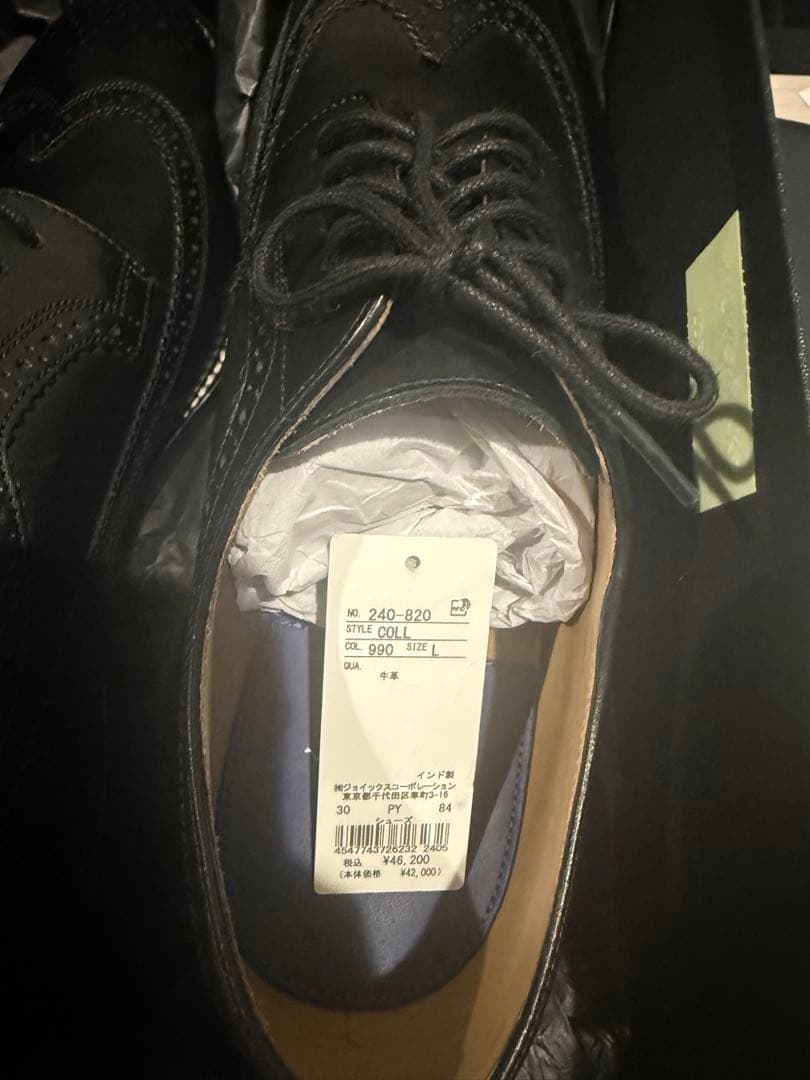 NO. 240-820
STYLE COLL
COL. 990 SIZE L
QUA.
牛革
インド製
㈱ジョイックスコーポレーション
東京都千代田区隼町3-16
30 PY 84
シューズ
4547743726232 2405
税込 ¥46,200
(本体価格 ¥42,000)